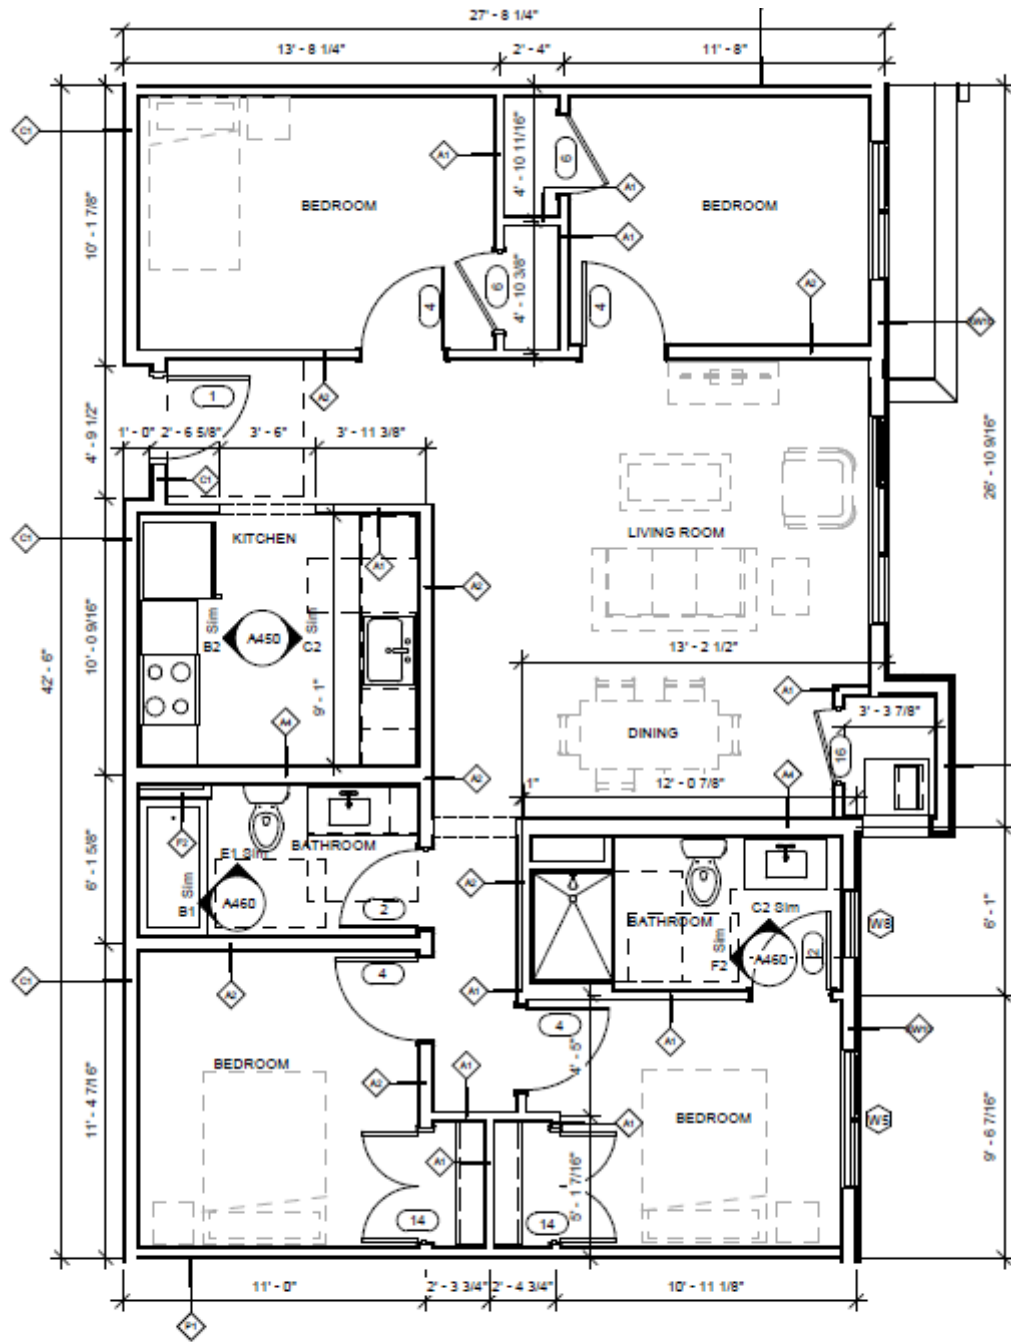 27' - 8 1/4"
13' - 8 1/4"
2' - 4"
11' - 8"
C1
A1
4' - 10 11/16"
6
A1
BEDROOM
BEDROOM
A1
10' - 1 7/8"
6
4' - 10 3/8"
4
4
A2
A2
1
4' - 9 1/2"
1' - 0"
2' - 6 5/8"
3' - 6"
3' - 11 3/8"
26' - 10 9/16"
C1
C1
KITCHEN
LIVING ROOM
A1
A2
Sim
B2
A450
Sim
C2
10' - 0 9/16"
42' - 6"
9' - 1"
13' - 2 1/2"
A1
3' - 3 7/8"
A4
DINING
16
A2
12' - 0 7/8"
1"
A4
F2
BATHROOM
E1 Sim
6' - 1 5/8"
Sim
B1
A460
2
A2
BATHROOM
C2 Sim
Sim
F2
A460
2
W8
6' - 1"
4
C1
A2
A1
4
A1
4' - 5"
BEDROOM
A2
A1
BEDROOM
A1
W5
11' - 4 7/16"
A1
5' - 1 7/16"
9' - 6 7/16"
14
14
11' - 0"
2' - 3 3/4"
2' - 4 3/4"
10' - 11 1/8"
P1